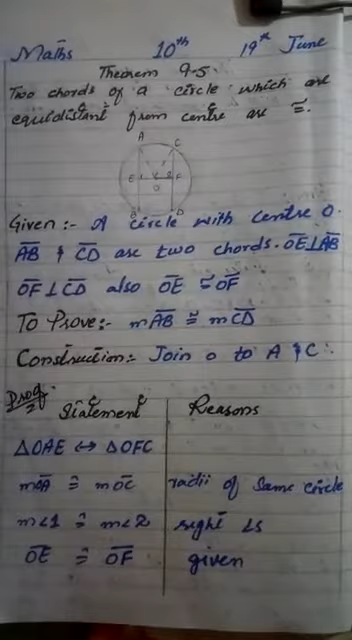 Maths 10th 19th June
Theorem 9.5.
Two chords of a circle which are
equidistant from centre are ≅.
A
C
E F
O
B D
Given :- A circle with centre O.
AB & CD are two chords. OE⊥AB
OF⊥CD also OE ≅ OF
To Prove:- mAB ≅ mCD
Construction:- Join O to A & C.
Proof:
Statement Reasons
△OAE ↔ △OFC
mOA ≅ mOC radii of same circle
m<1 ≅ m<2 right ∠s
OE ≅ OF given